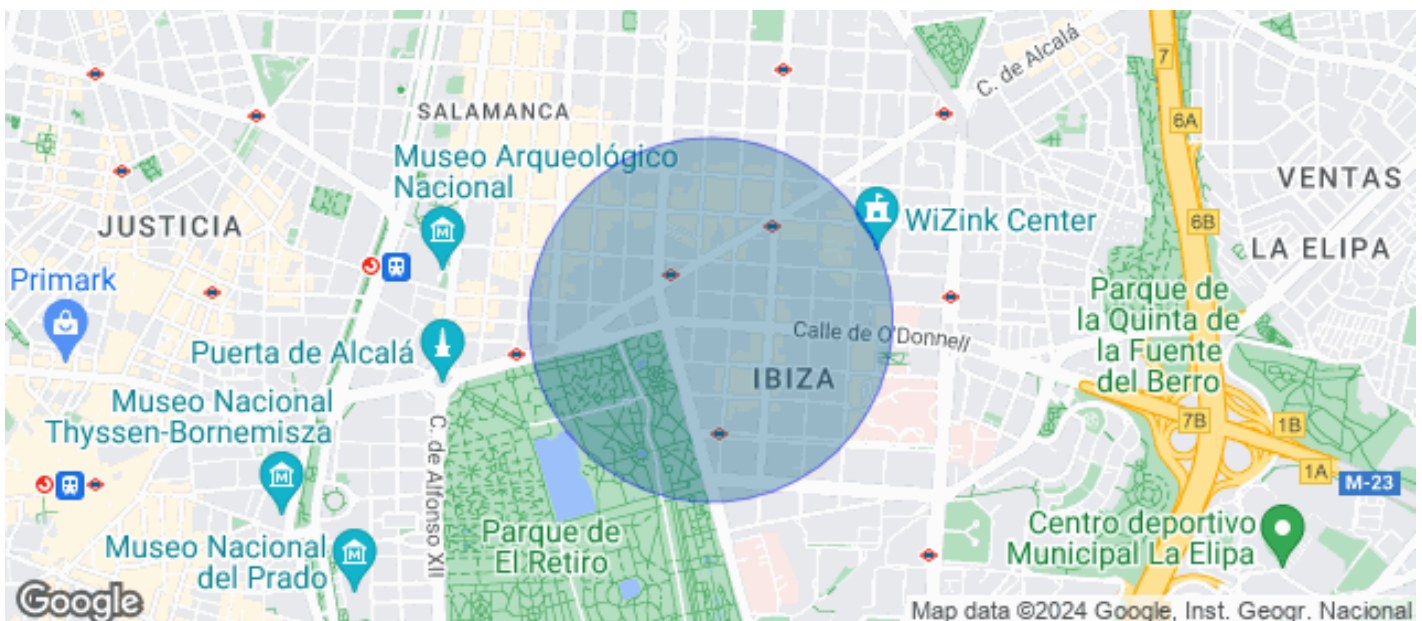 C. de Alcalá
7
SALAMANCA
6A
Museo Arqueológico
Nacional
VENTAS
JUSTICIA
WiZink Center
6B
LA ELIPA
Primark
Parque de
la Quinta de
la Fuente
del Berro
Calle de O'Donnell
Puerta de Alcalá
IBIZA
Museo Nacional
Thyssen-Bornemisza
7B
1B
1A
M-23
C. de Alfonso XII
Parque de
El Retiro
Centro deportivo
Municipal La Elipa
Museo Nacional
del Prado
Google
Map data ©2024 Google, Inst. Geogr. Nacional